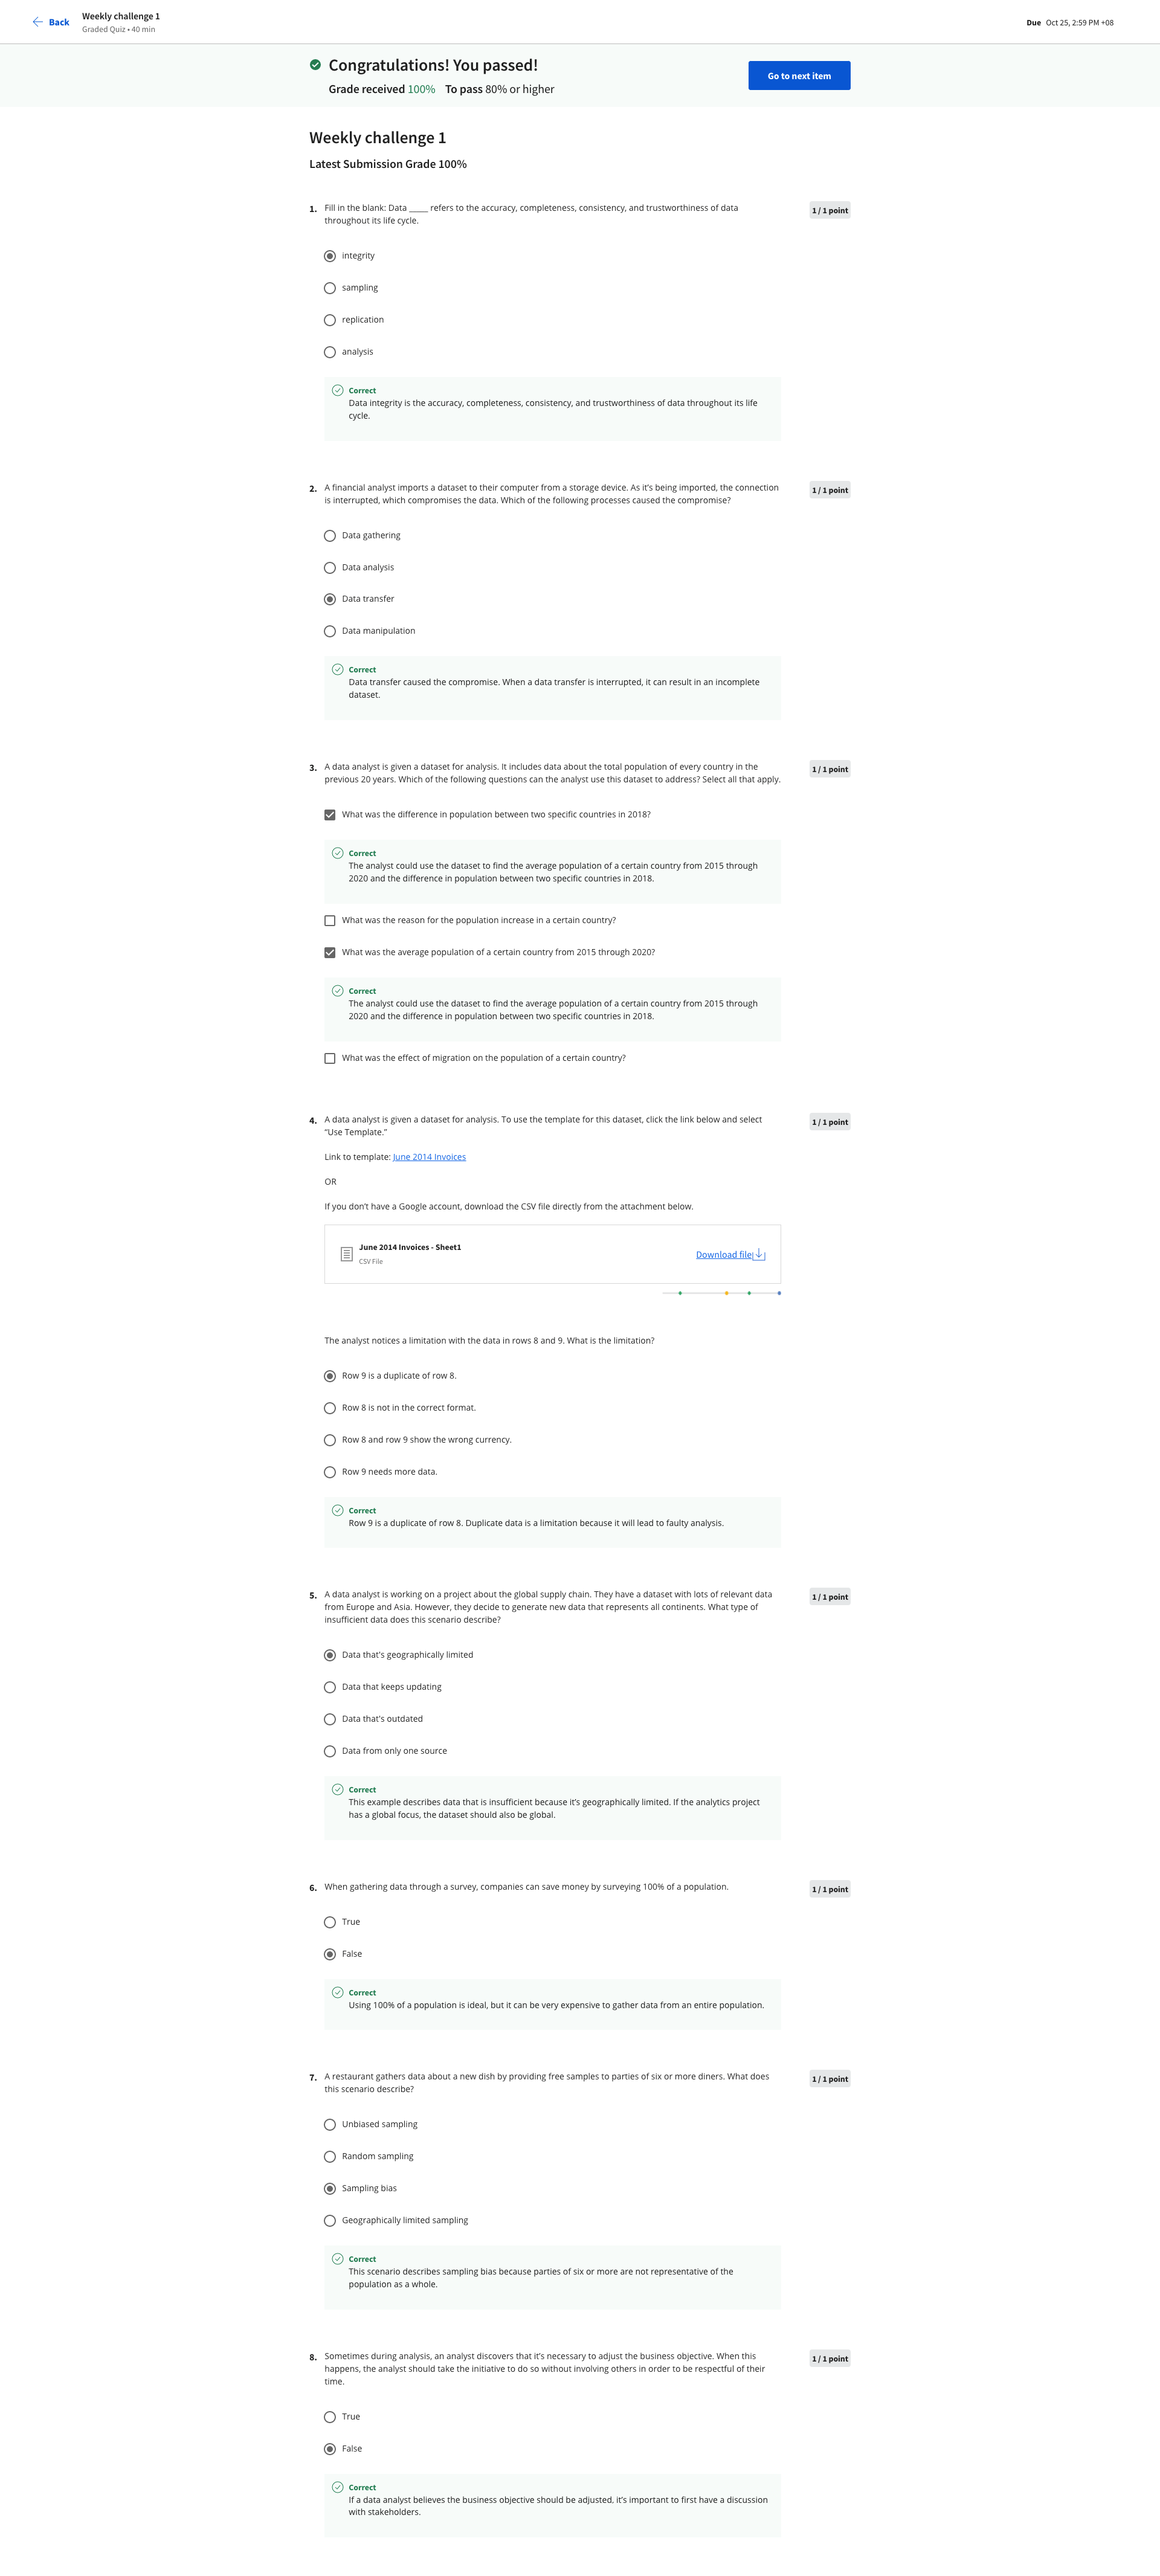 Back
Weekly challenge 1
Graded Quiz • 40 min
Due Oct 25, 2:59 PM +08
Congratulations! You passed!
Grade received 100% To pass 80% or higher
Go to next item
Weekly challenge 1
Latest Submission Grade 100%
1. Fill in the blank: Data _____ refers to the accuracy, completeness, consistency, and trustworthiness of data
throughout its life cycle.
1 / 1 point
integrity
sampling
replication
analysis
Correct
Data integrity is the accuracy, completeness, consistency, and trustworthiness of data throughout its life
cycle.
2. A financial analyst imports a dataset to their computer from a storage device. As it’s being imported, the connection
is interrupted, which compromises the data. Which of the following processes caused the compromise?
1 / 1 point
Data gathering
Data analysis
Data transfer
Data manipulation
Correct
Data transfer caused the compromise. When a data transfer is interrupted, it can result in an incomplete
dataset.
3. A data analyst is given a dataset for analysis. It includes data about the total population of every country in the
previous 20 years. Which of the following questions can the analyst use this dataset to address? Select all that apply.
1 / 1 point
What was the difference in population between two specific countries in 2018?
Correct
The analyst could use the dataset to find the average population of a certain country from 2015 through
2020 and the difference in population between two specific countries in 2018.
What was the reason for the population increase in a certain country?
What was the average population of a certain country from 2015 through 2020?
Correct
The analyst could use the dataset to find the average population of a certain country from 2015 through
2020 and the difference in population between two specific countries in 2018.
What was the effect of migration on the population of a certain country?
4. A data analyst is given a dataset for analysis. To use the template for this dataset, click the link below and select
“Use Template.”
1 / 1 point
Link to template: June 2014 Invoices
OR
If you don’t have a Google account, download the CSV file directly from the attachment below.
June 2014 Invoices - Sheet1
CSV File
Download file
The analyst notices a limitation with the data in rows 8 and 9. What is the limitation?
Row 9 is a duplicate of row 8.
Row 8 is not in the correct format.
Row 8 and row 9 show the wrong currency.
Row 9 needs more data.
Correct
Row 9 is a duplicate of row 8. Duplicate data is a limitation because it will lead to faulty analysis.
5. A data analyst is working on a project about the global supply chain. They have a dataset with lots of relevant data
from Europe and Asia. However, they decide to generate new data that represents all continents. What type of
insufficient data does this scenario describe?
1 / 1 point
Data that's geographically limited
Data that keeps updating
Data that's outdated
Data from only one source
Correct
This example describes data that is insufficient because it’s geographically limited. If the analytics project
has a global focus, the dataset should also be global.
6. When gathering data through a survey, companies can save money by surveying 100% of a population.
1 / 1 point
True
False
Correct
Using 100% of a population is ideal, but it can be very expensive to gather data from an entire population.
7. A restaurant gathers data about a new dish by providing free samples to parties of six or more diners. What does
this scenario describe?
1 / 1 point
Unbiased sampling
Random sampling
Sampling bias
Geographically limited sampling
Correct
This scenario describes sampling bias because parties of six or more are not representative of the
population as a whole.
8. Sometimes during analysis, an analyst discovers that it’s necessary to adjust the business objective. When this
happens, the analyst should take the initiative to do so without involving others in order to be respectful of their
time.
1 / 1 point
True
False
Correct
If a data analyst believes the business objective should be adjusted, it’s important to first have a discussion
with stakeholders.